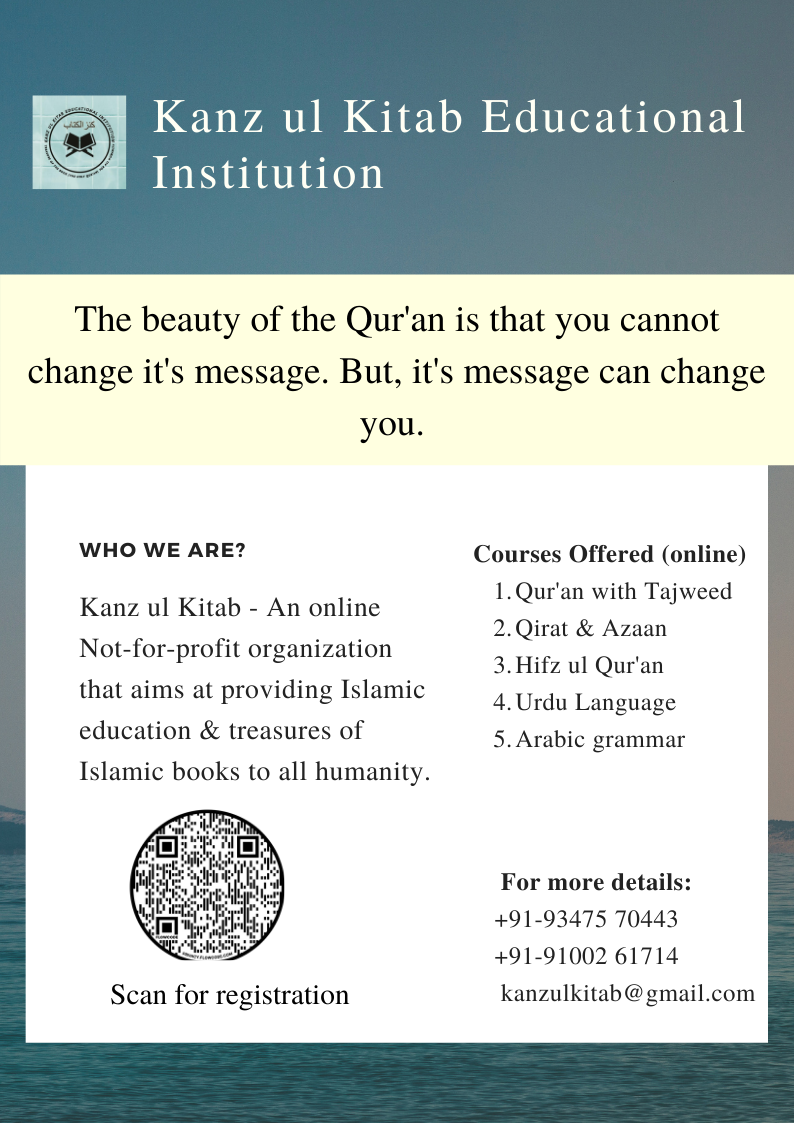 كنز الكتاب
Kanz ul Kitab Educational
Institution
The beauty of the Qur'an is that you cannot
change it's message. But, it's message can change
you.
WHO WE ARE?
Kanz ul Kitab - An online
Not-for-profit organization
that aims at providing Islamic
education & treasures of
Islamic books to all humanity.
Courses Offered (online)
1. Qur'an with Tajweed
2. Qirat & Azaan
3. Hifz ul Qur'an
4. Urdu Language
5. Arabic grammar
FLOWCODE
Scan for registration
For more details:
+91-93475 70443
+91-91002 61714
kanzulkitab@gmail.com